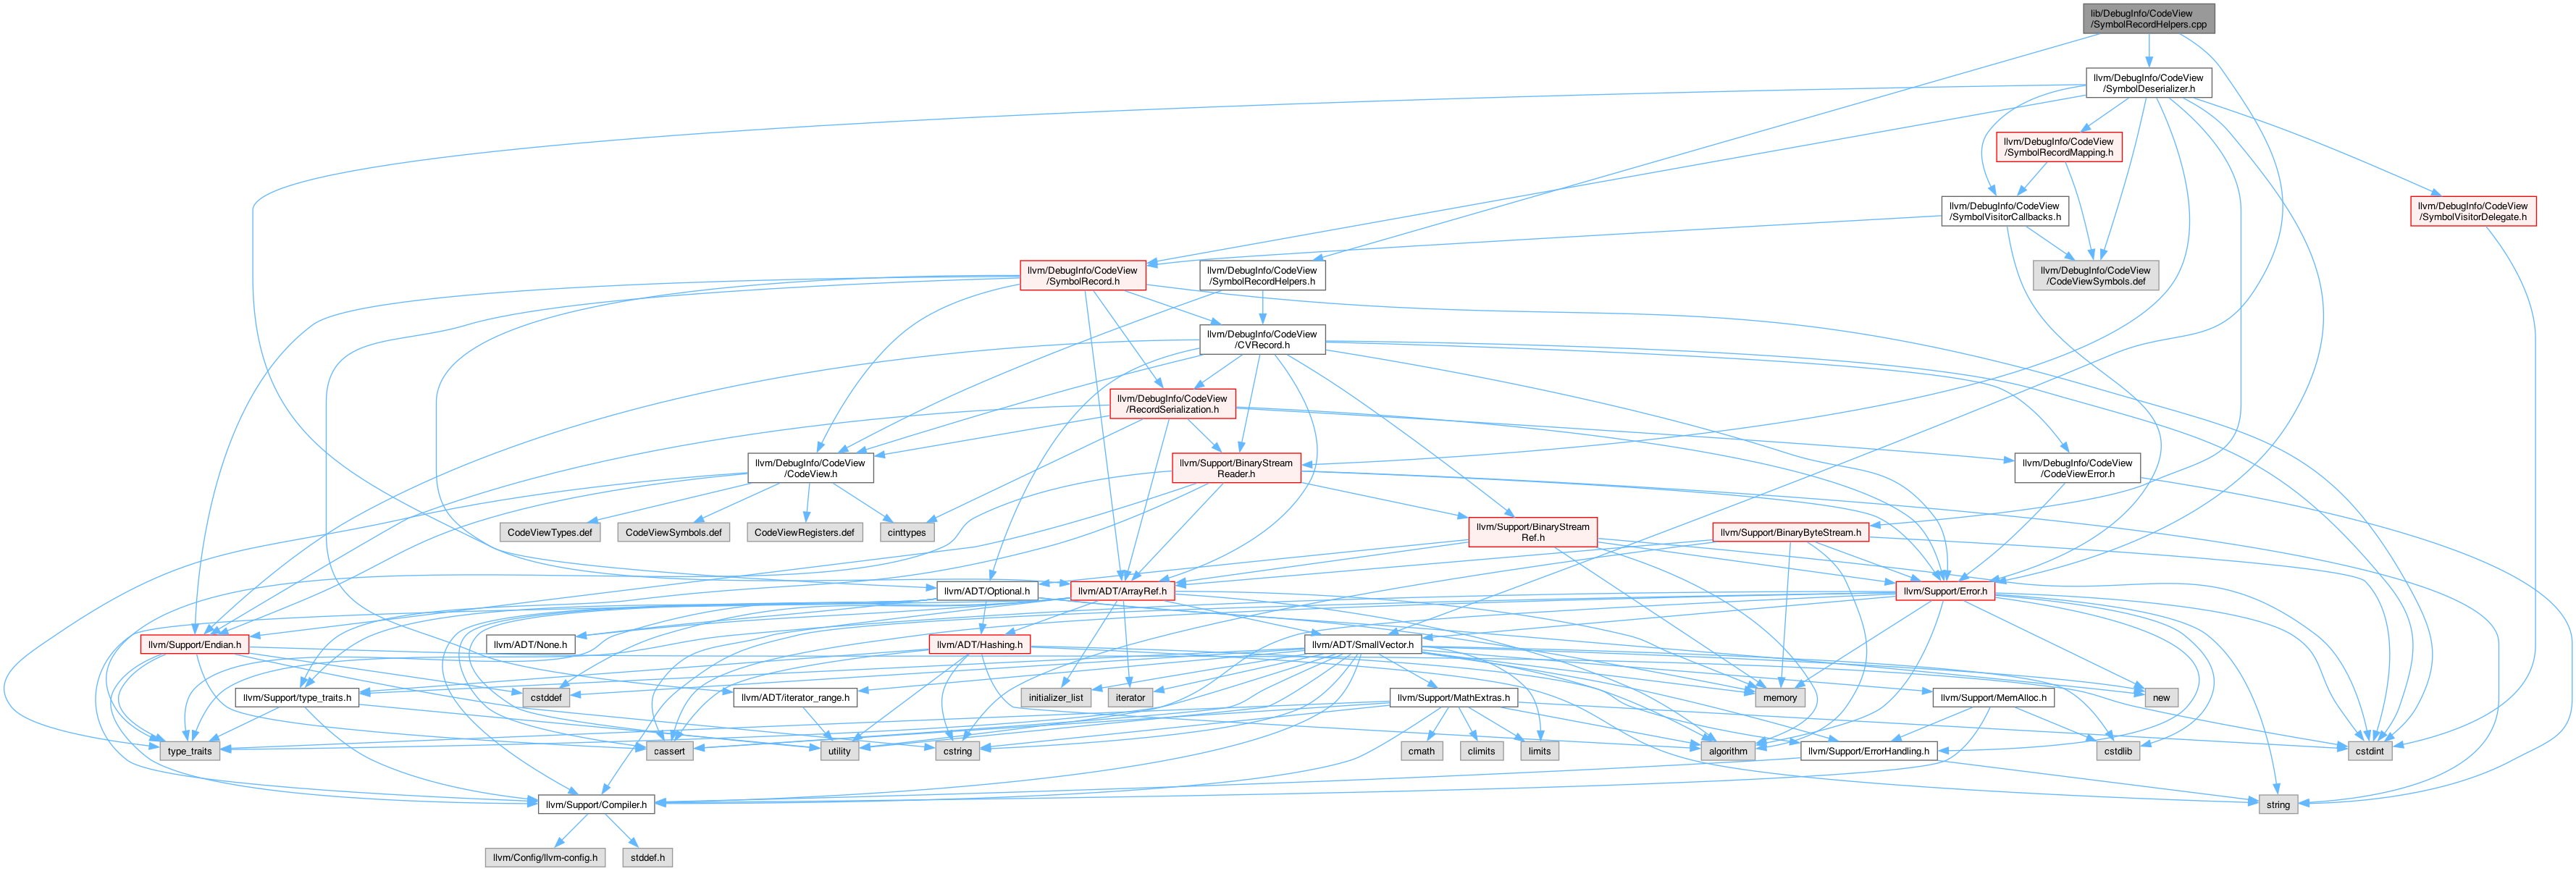 lib/DebugInfo/CodeView
/SymbolRecordHelpers.cpp
llvm/DebugInfo/CodeView
/SymbolDeserializer.h
llvm/DebugInfo/CodeView
/SymbolRecordMapping.h
llvm/DebugInfo/CodeView
/SymbolVisitorCallbacks.h
llvm/DebugInfo/CodeView
/SymbolVisitorDelegate.h
llvm/DebugInfo/CodeView
/SymbolRecord.h
llvm/DebugInfo/CodeView
/SymbolRecordHelpers.h
llvm/DebugInfo/CodeView
/CodeViewSymbols.def
llvm/DebugInfo/CodeView
/CVRecord.h
llvm/DebugInfo/CodeView
/RecordSerialization.h
llvm/DebugInfo/CodeView
/CodeView.h
llvm/Support/BinaryStream
Reader.h
llvm/DebugInfo/CodeView
/CodeViewError.h
CodeViewTypes.def
CodeViewSymbols.def
CodeViewRegisters.def
cinttypes
llvm/Support/BinaryStream
Ref.h
llvm/Support/BinaryByteStream.h
llvm/ADT/Optional.h
llvm/ADT/ArrayRef.h
llvm/Support/Error.h
llvm/Support/Endian.h
llvm/ADT/None.h
llvm/ADT/Hashing.h
llvm/ADT/SmallVector.h
llvm/Support/type_traits.h
cstddef
llvm/ADT/iterator_range.h
initializer_list
iterator
llvm/Support/MathExtras.h
memory
llvm/Support/MemAlloc.h
new
type_traits
cassert
utility
cstring
cmath
climits
limits
algorithm
llvm/Support/ErrorHandling.h
cstdlib
cstdint
llvm/Support/Compiler.h
string
llvm/Config/llvm-config.h
stddef.h